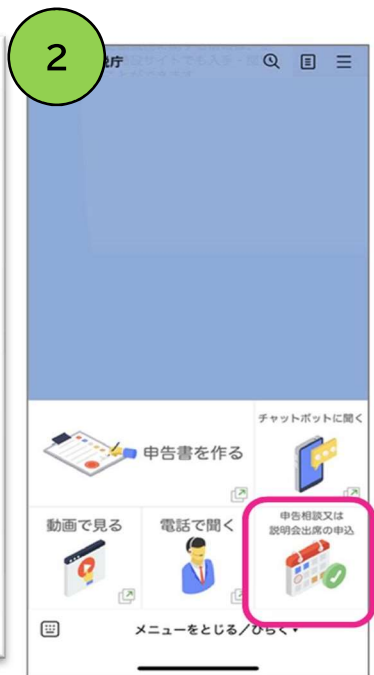 2
税庁
申告書を作る
チャットボットに聞く
動画で見る
電話で聞く
申告相談又は
説明会出席の申込
メニューをとじる/ひらく